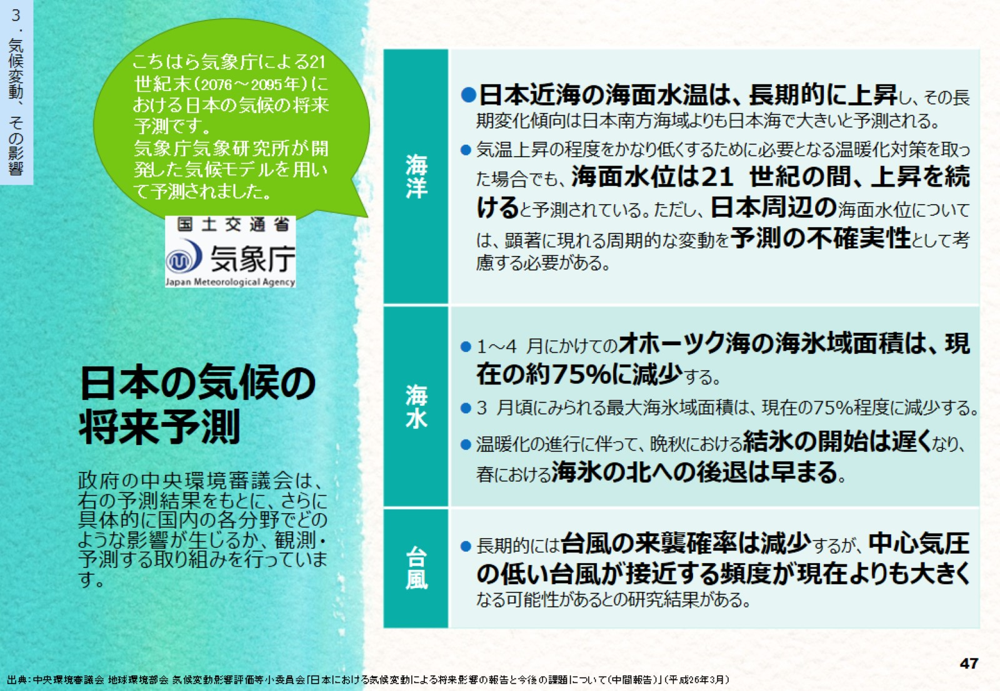 3．気候変動、その影響
こちはら気象庁による21
世紀末（2076～2095年）に
おける日本の気候の将来
予測です。
気象庁気象研究所が開
発した気候モデルを用い
て予測されました。
国土交通省
気象庁
Japan Meteorological Agency
日本の気候の
将来予測
政府の中央環境審議会は、
右の予測結果をもとに、さらに
具体的に国内の各分野でどの
ような影響が生じるか、観測・
予測する取り組みを行っていま
す。
海洋
●日本近海の海面水温は、長期的に上昇し、その長
期変化傾向は日本南方海域よりも日本海で大きいと予測される。
● 気温上昇の程度をかなり低くするために必要となる温暖化対策を取っ
た場合でも、海面水位は21 世紀の間、上昇を続
けると予測されている。ただし、日本周辺の海面水位について
は、顕著に現れる周期的な変動を予測の不確実性として考
慮する必要がある。
海水
● 1～4 月にかけてのオホーツク海の海氷域面積は、現
在の約75%に減少する。
● 3 月頃にみられる最大海氷域面積は、現在の75%程度に減少する。
● 温暖化の進行に伴って、晩秋における結氷の開始は遅くなり、
春における海氷の北への後退は早まる。
台風
● 長期的には台風の来襲確率は減少するが、中心気圧
の低い台風が接近する頻度が現在よりも大きく
なる可能性があるとの研究結果がある。
47
出典：中央環境審議会 地球環境部会 気候変動影響評価等小委員会「日本における気候変動による将来影響の報告と今後の課題について（中間報告）」（平成26年3月）